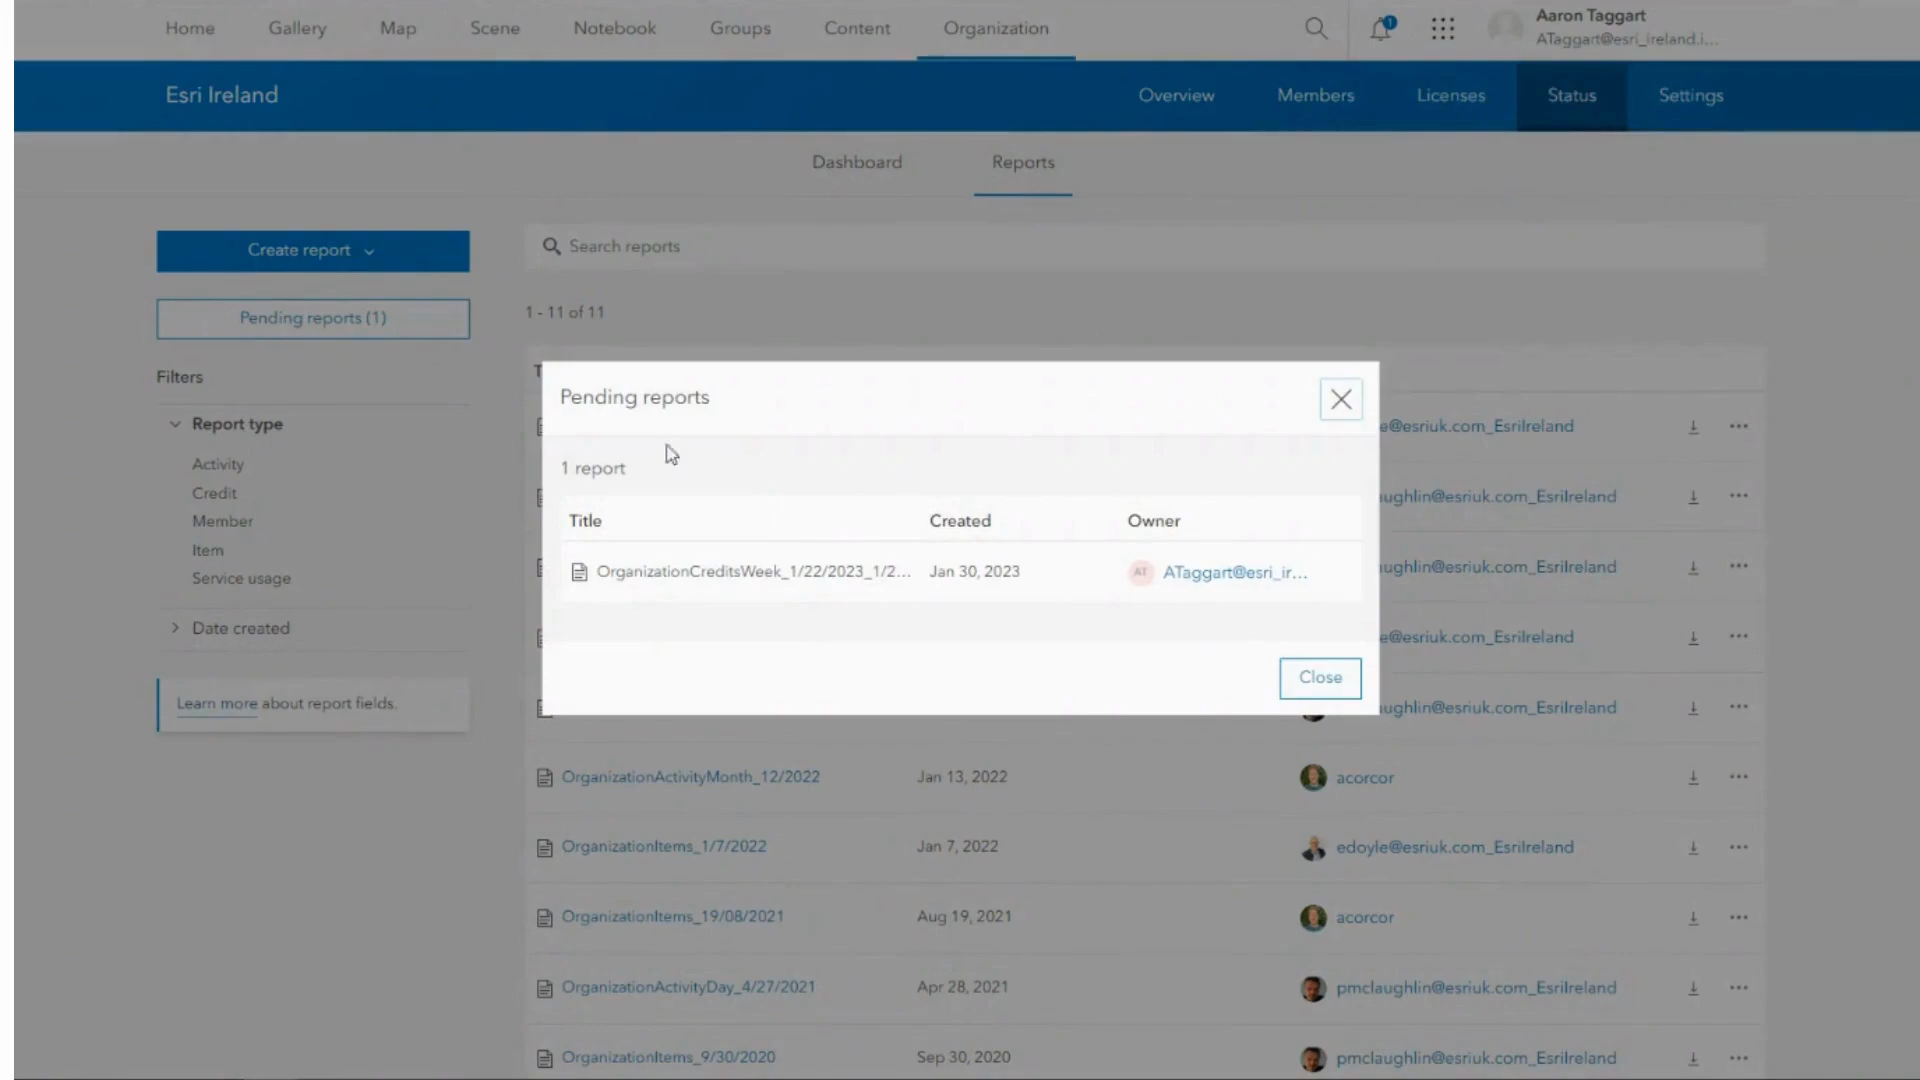 Home Gallery Map Scene Notebook Groups Content Organization 1 Aaron Taggart
ATaggart@esri_ireland.i...
Esri Ireland Overview Members Licenses Status Settings
Dashboard Reports
Create report
Search reports
Pending reports (1)
1 - 11 of 11
Filters
Pending reports
Report type
e@esriuk.com_EsriIreland
Activity
1 report
Credit
ughlin@esriuk.com_EsriIreland
Member
Title Created Owner
Item
ughlin@esriuk.com_EsriIreland
Service usage
OrganizationCreditsWeek_1/22/2023_1/2... Jan 30, 2023 AT ATaggart@esri_ir...
Date created
e@esriuk.com_EsriIreland
Close
Learn more about report fields.
ughlin@esriuk.com_EsriIreland
OrganizationActivityMonth_12/2022 Jan 13, 2022 acorcor
OrganizationItems_1/7/2022 Jan 7, 2022 edoyle@esriuk.com_EsriIreland
OrganizationItems_19/08/2021 Aug 19, 2021 acorcor
OrganizationActivityDay_4/27/2021 Apr 28, 2021 pmclaughlin@esriuk.com_EsriIreland
OrganizationItems_9/30/2020 Sep 30, 2020 pmclaughlin@esriuk.com_EsriIreland